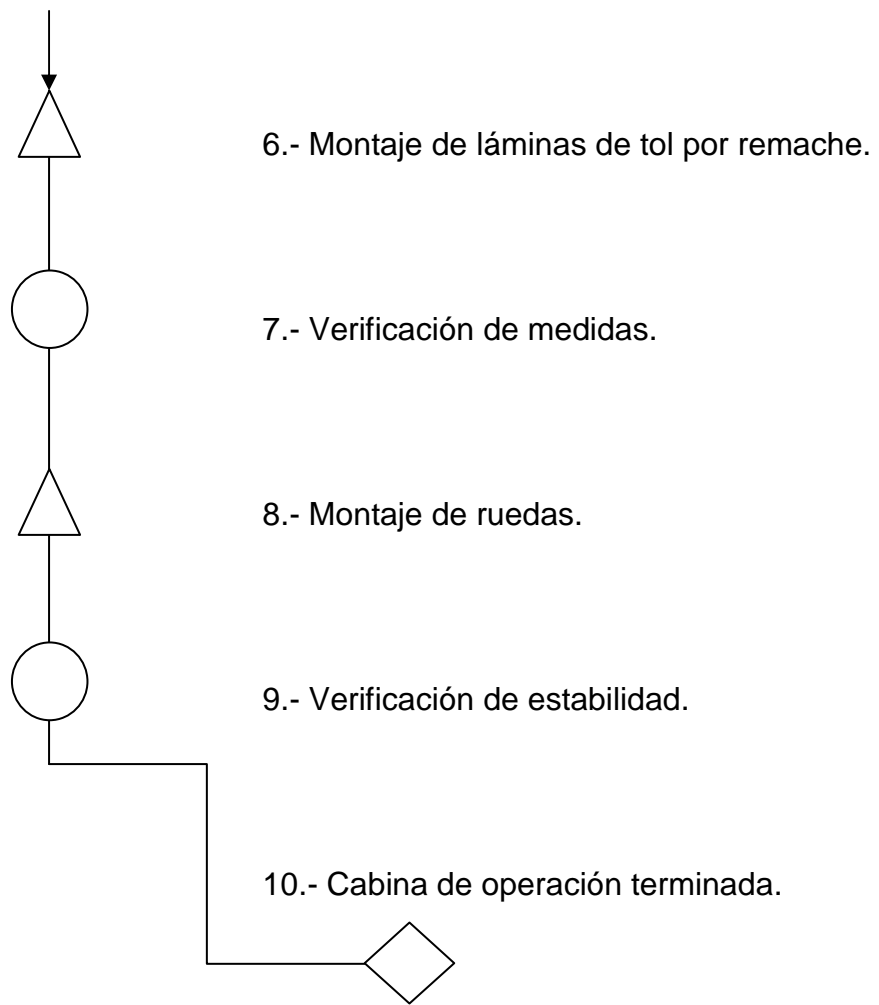 6.- Montaje de láminas de tol por remache.
7.- Verificación de medidas.
8.- Montaje de ruedas.
9.- Verificación de estabilidad.
10.- Cabina de operación terminada.